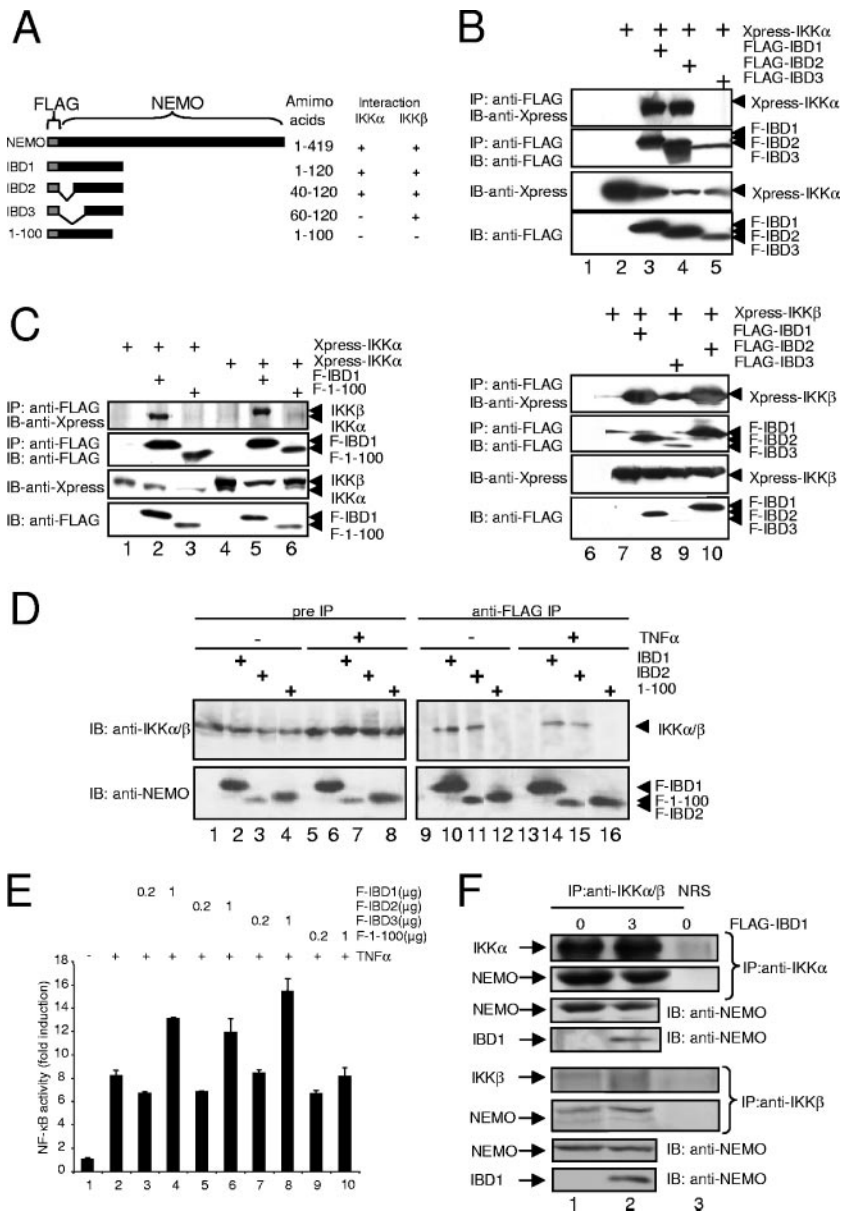 A
FLAG NEMO Amino acids Interaction
IKKα IKKβ
NEMO 1-419 + +
IBD1 1-120 + +
IBD2 40-120 + +
IBD3 60-120 - +
1-100 1-100 - -
B
+ + + + Xpress-IKKα
+ FLAG-IBD1
+ FLAG-IBD2
+ FLAG-IBD3
IP: anti-FLAG
IB-anti-Xpress
Xpress-IKKα
IP: anti-FLAG
IB: anti-FLAG
F-IBD1
F-IBD2
F-IBD3
IB-anti-Xpress Xpress-IKKα
IB: anti-FLAG
F-IBD1
F-IBD2
F-IBD3
1 2 3 4 5
+ + + + Xpress-IKKβ
+ FLAG-IBD1
+ FLAG-IBD2
+ FLAG-IBD3
IP: anti-FLAG
IB-anti-Xpress
Xpress-IKKβ
IP: anti-FLAG
IB: anti-FLAG
F-IBD1
F-IBD2
F-IBD3
IB-anti-Xpress Xpress-IKKβ
IB: anti-FLAG
F-IBD1
F-IBD2
F-IBD3
6 7 8 9 10
C
+ + + Xpress-IKKα
+ + + Xpress-IKKα
+ + F-IBD1
+ + F-1-100
IP: anti-FLAG
IB-anti-Xpress
IKKβ
IKKα
IP: anti-FLAG
IB: anti-FLAG
F-IBD1
F-1-100
IB-anti-Xpress
IKKβ
IKKα
IB: anti-FLAG
F-IBD1
F-1-100
1 2 3 4 5 6
D
pre IP anti-FLAG IP
- + - + TNFα
+ + + + IBD1
+ + + + IBD2
+ + + + 1-100
IB: anti-IKKα/β IKKα/β
IB: anti-NEMO
F-IBD1
F-1-100
F-IBD2
1 2 3 4 5 6 7 8 9 10 11 12 13 14 15 16
E
0.2 1 F-IBD1(µg)
0.2 1 F-IBD2(µg)
0.2 1 F-IBD3(µg)
0.2 1 F-1-100(µg)
- + + + + + + + + + TNFα
NF-κB activity (fold induction)
18
16
14
12
10
8
6
4
2
0
1 2 3 4 5 6 7 8 9 10
F
IP:anti-IKKα/β NRS
0 3 0 FLAG-IBD1
IKKα
NEMO
IP:anti-IKKα
NEMO IB: anti-NEMO
IBD1 IB: anti-NEMO
IKKβ
NEMO
IP:anti-IKKβ
NEMO IB: anti-NEMO
IBD1 IB: anti-NEMO
1 2 3